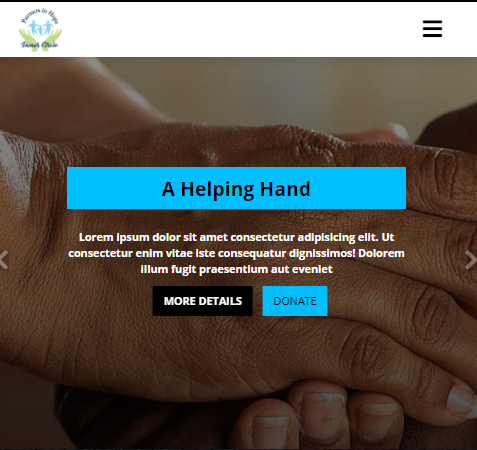 Partners in Hope
Donor Circle
A Helping Hand
Lorem ipsum dolor sit amet consectetur adipisicing elit. Ut
consectetur enim vitae iste consequatur dignissimos! Dolorem
illum fugit praesentium aut eveniet
MORE DETAILS
DONATE